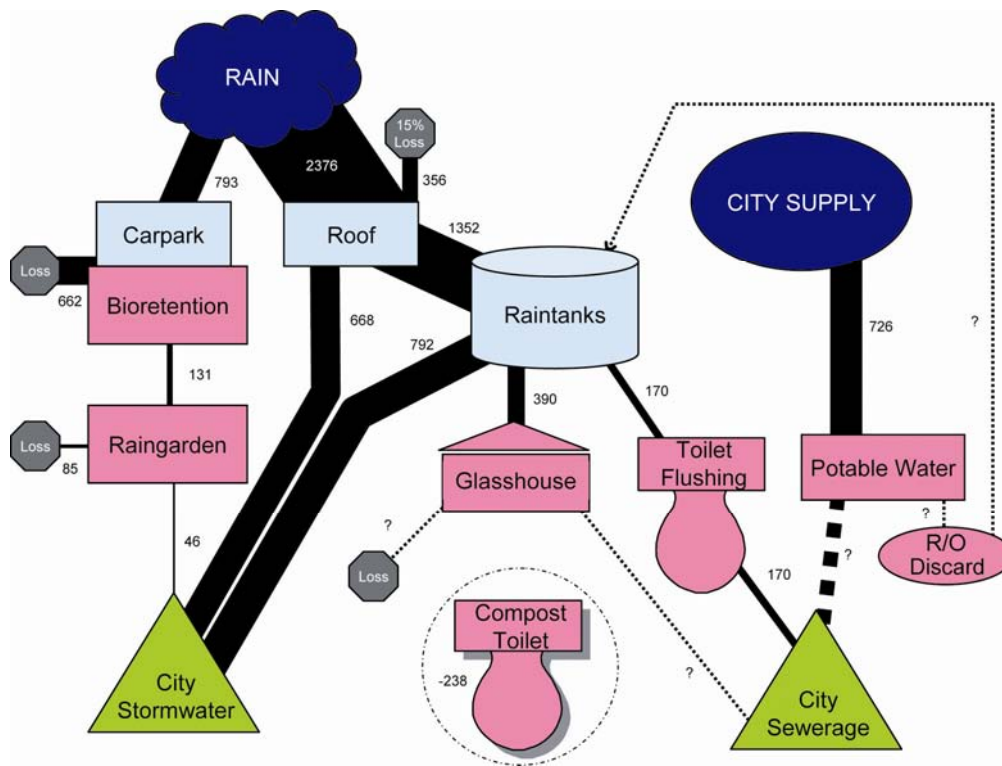 RAIN
15%
Loss
2376
356
793
CITY SUPPLY
Carpark
Roof
1352
Loss
662
Bioretention
668
792
Raintanks
726
?
131
390
170
Raingarden
Loss
85
Toilet
Flushing
Potable Water
Glasshouse
?
?
46
?
R/O
Discard
Loss
170
Compost
Toilet
-238
?
City
Stormwater
City
Sewerage